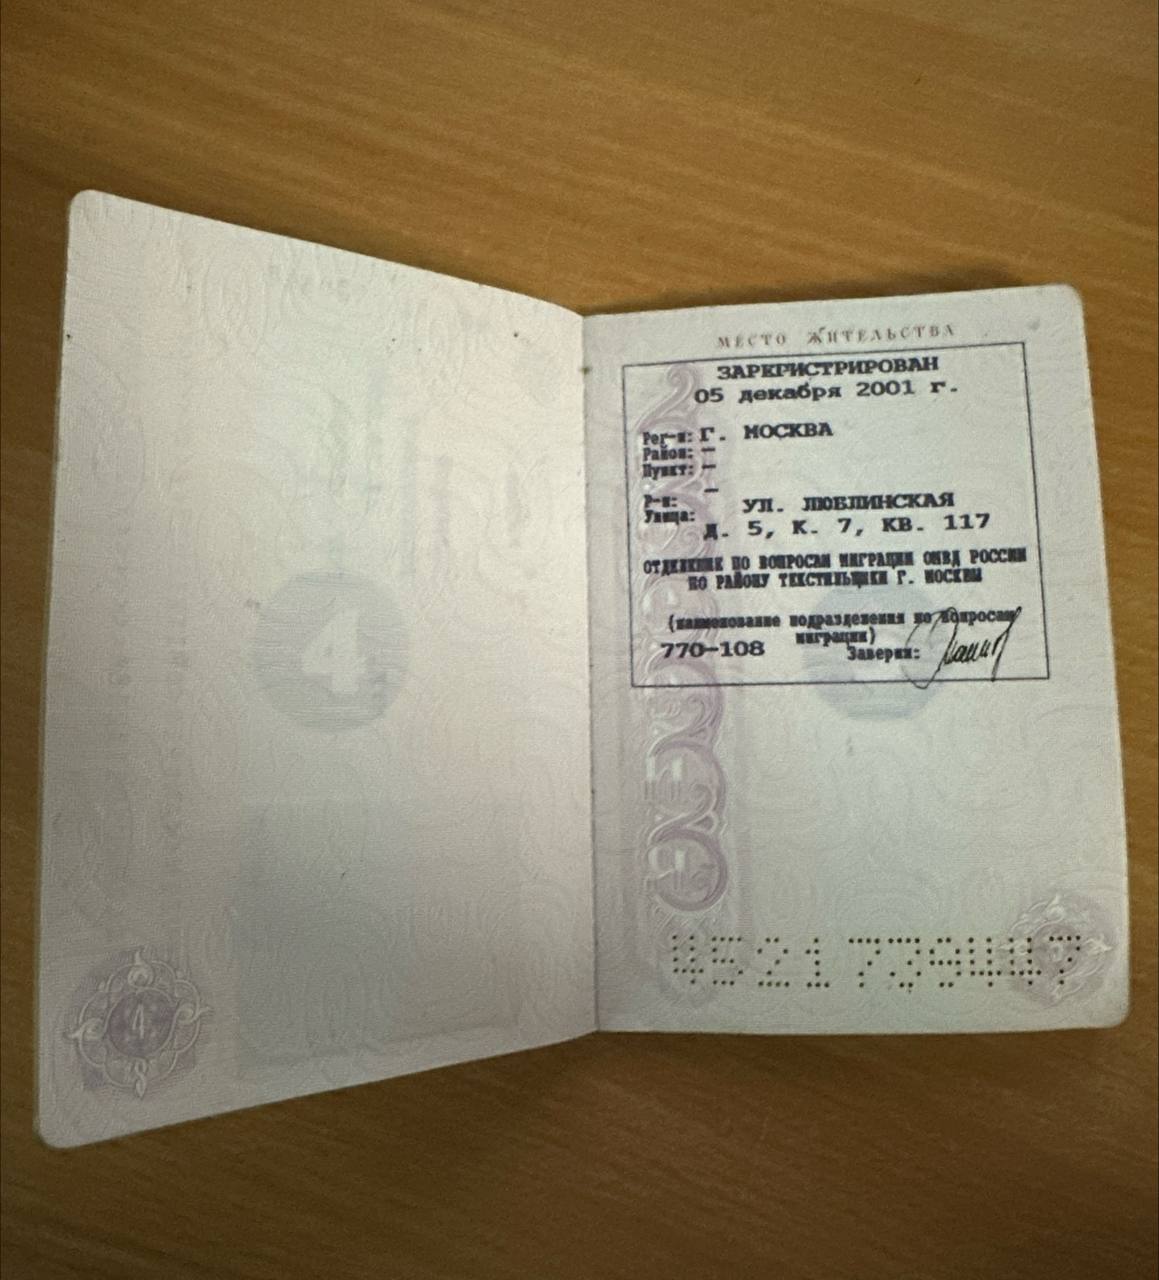 4
4
МЕСТО ЖИТЕЛЬСТВА
ЗАРЕГИСТРИРОВАН
05 декабря 2001 г.
Рег-н: Г. МОСКВА
Район: –
Пункт: –
–
Р-н:
Улица: УЛ. ЛЮБЛИНСКАЯ
Д. 5, К. 7, КВ. 117
ОТДЕЛЕНИЕ ПО ВОПРОСАМ МИГРАЦИИ ОМВД РОССИИ
ПО РАЙОНУ ТЕКСТИЛЬЩИКИ Г. МОСКВЫ
(наименование подразделения по вопросам
миграции)
770-108 Заверил:
4521 739447